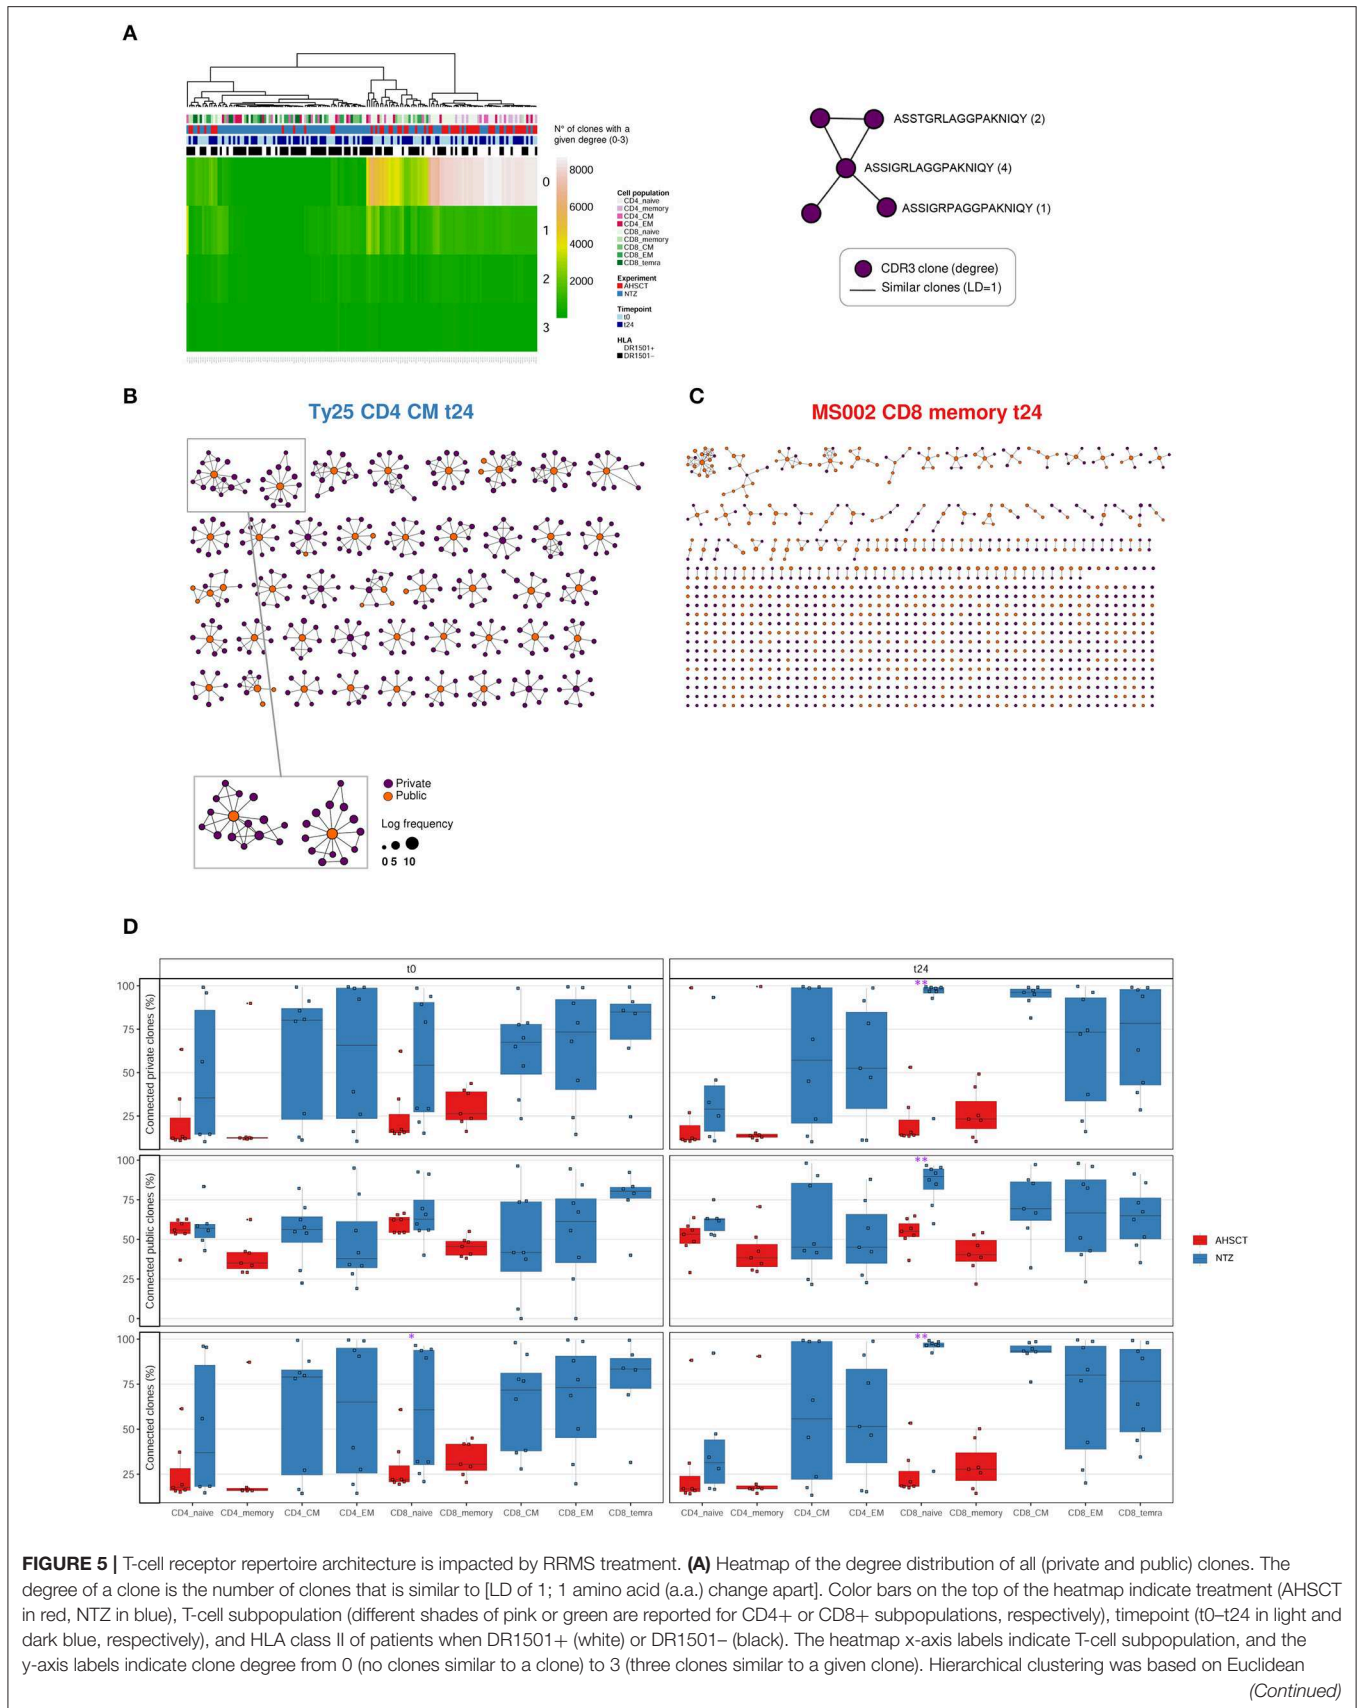 A
N° of clones with a
given degree (0-3)
0
1
2
3
8000
6000
4000
2000
Cell population
CD4_naive
CD4_memory
CD4_CM
CD4_EM
CD8_naive
CD8_memory
CD8_CM
CD8_EM
CD8_temra
Experiment
AHSCT
NTZ
Timepoint
t0
t24
HLA
DR1501+
DR1501−
ASSTGRLAGGPAKNIQY (2)
ASSIGRLAGGPAKNIQY (4)
ASSIGRPAGGPAKNIQY (1)
CDR3 clone (degree)
Similar clones (LD=1)
B
Ty25 CD4 CM t24
C
MS002 CD8 memory t24
Private
Public
Log frequency
0 5 10
D
t0
t24
Connected private clones (%)
100
75
50
25
**
Connected public clones (%)
100
75
50
25
0
**
Connected clones (%)
100
75
50
25
*
**
AHSCT
NTZ
CD4_naive CD4_memory CD4_CM CD4_EM CD8_naive CD8_memory CD8_CM CD8_EM CD8_temra
CD4_naive CD4_memory CD4_CM CD4_EM CD8_naive CD8_memory CD8_CM CD8_EM CD8_temra
FIGURE 5 | T-cell receptor repertoire architecture is impacted by RRMS treatment. (A) Heatmap of the degree distribution of all (private and public) clones. The
degree of a clone is the number of clones that is similar to [LD of 1; 1 amino acid (a.a.) change apart]. Color bars on the top of the heatmap indicate treatment (AHSCT
in red, NTZ in blue), T-cell subpopulation (different shades of pink or green are reported for CD4+ or CD8+ subpopulations, respectively), timepoint (t0–t24 in light and
dark blue, respectively), and HLA class II of patients when DR1501+ (white) or DR1501– (black). The heatmap x-axis labels indicate T-cell subpopulation, and the
y-axis labels indicate clone degree from 0 (no clones similar to a clone) to 3 (three clones similar to a given clone). Hierarchical clustering was based on Euclidean
(Continued)